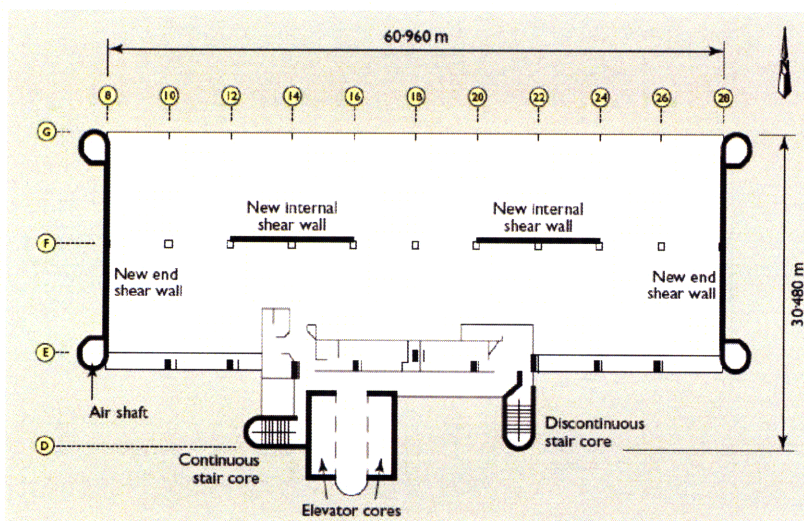 60·960 m
8 10 12 14 16 18 20 22 24 26 28
G
New internal
shear wall
New internal
shear wall
F
New end
shear wall
New end
shear wall
30·480 m
E
Air shaft
D
Continuous
stair core
Discontinuous
stair core
Elevator cores